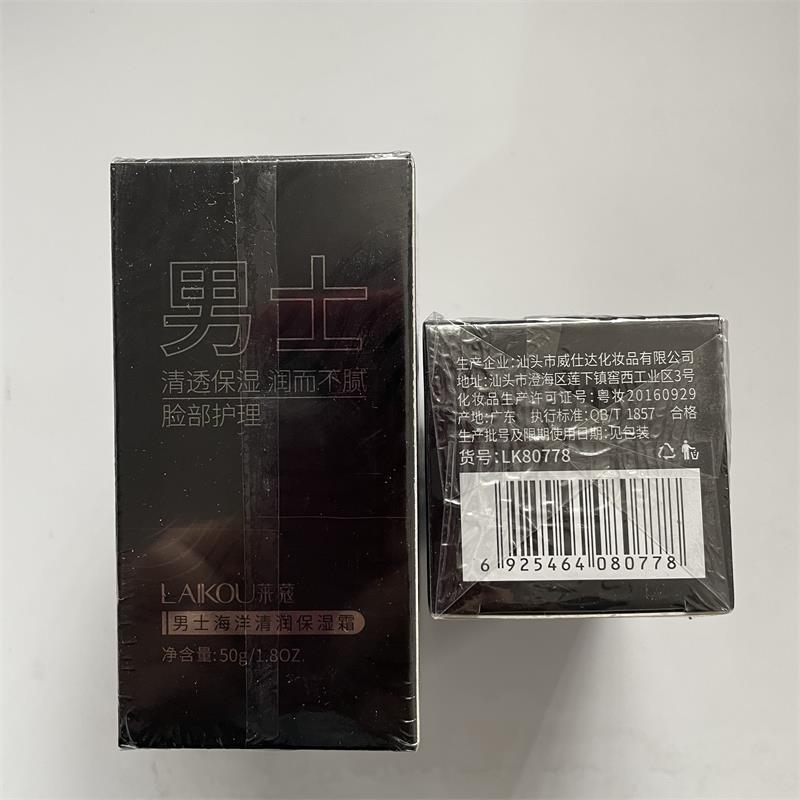 男士
清透保湿 润而不腻
脸部护理
LAIKOU莱蔻
男士海洋清润保湿霜
净含量:50g/1.8OZ.
生产企业:汕头市威仕达化妆品有限公司
地址:汕头市澄海区莲下镇窖西工业区3号
化妆品生产许可证号:粤妆20160929
产地:广东 执行标准:QB/T 1857 合格
生产批号及限期使用日期:见包装
货号:LK80778
6 925464 080778